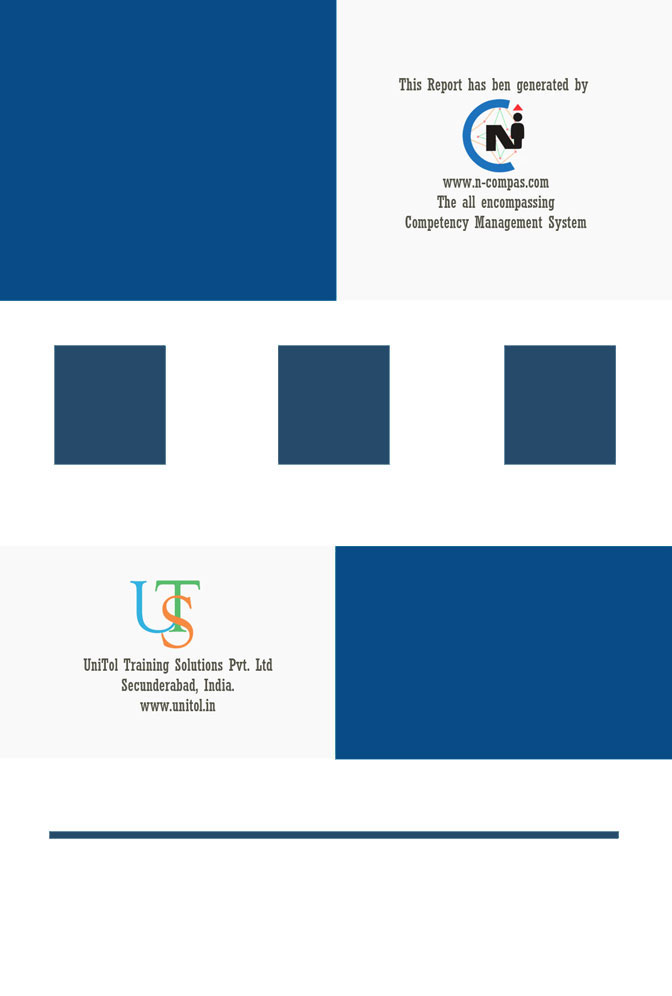 This Report has ben generated by
N
www.n-compas.com
The all encompassing
Competency Management System
UTS
UniTol Training Solutions Pvt. Ltd
Secunderabad, India.
www.unitol.in